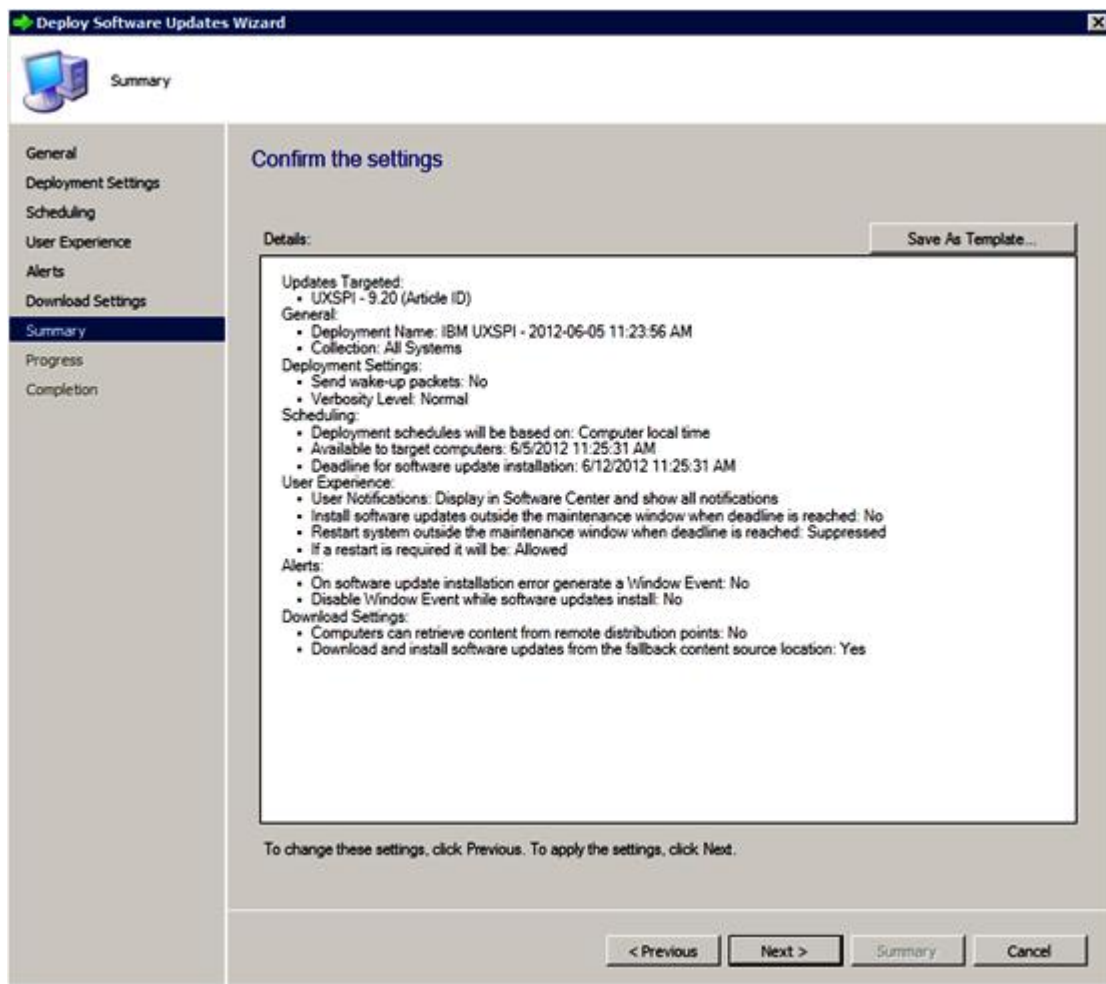 Deploy Software Updates Wizard
Summary
General
Deployment Settings
Scheduling
User Experience
Alerts
Download Settings
Summary
Progress
Completion
Confirm the settings
Details:
Save As Template...
Updates Targeted:
• UXSPI - 9.20 (Article ID)
General:
• Deployment Name: IBM UXSPI - 2012-06-05 11:23:56 AM
• Collection: All Systems
Deployment Settings:
• Send wake-up packets: No
• Verbosity Level: Normal
Scheduling:
• Deployment schedules will be based on: Computer local time
• Available to target computers: 6/5/2012 11:25:31 AM
• Deadline for software update installation: 6/12/2012 11:25:31 AM
User Experience:
• User Notifications: Display in Software Center and show all notifications
• Install software updates outside the maintenance window when deadline is reached: No
• Restart system outside the maintenance window when deadline is reached: Suppressed
• If a restart is required it will be: Allowed
Alerts:
• On software update installation error generate a Window Event: No
• Disable Window Event while software updates install: No
Download Settings:
• Computers can retrieve content from remote distribution points: No
• Download and install software updates from the fallback content source location: Yes
To change these settings, click Previous. To apply the settings, click Next.
< Previous
Next >
Summary
Cancel